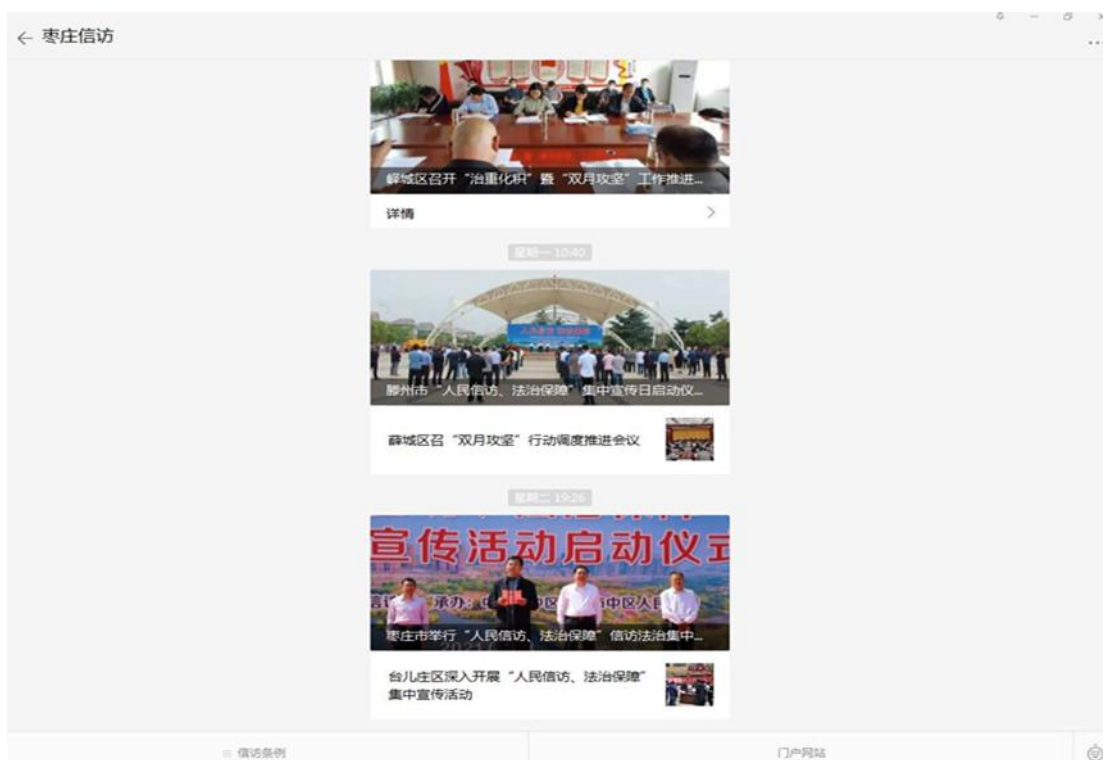 枣庄信访
峄城区召开“治重化积”暨“双月攻坚”工作推进...
详情
星期一 10:40
滕州市“人民信访、法治保障”集中宣传日启动仪...
薛城区召“双月攻坚”行动调度推进会议
星期二 19:26
宣传活动启动仪式
承办：
枣庄市举行“人民信访、法治保障”信访法治集中...
台儿庄区深入开展“人民信访、法治保障”
集中宣传活动
信访条例
门户网站